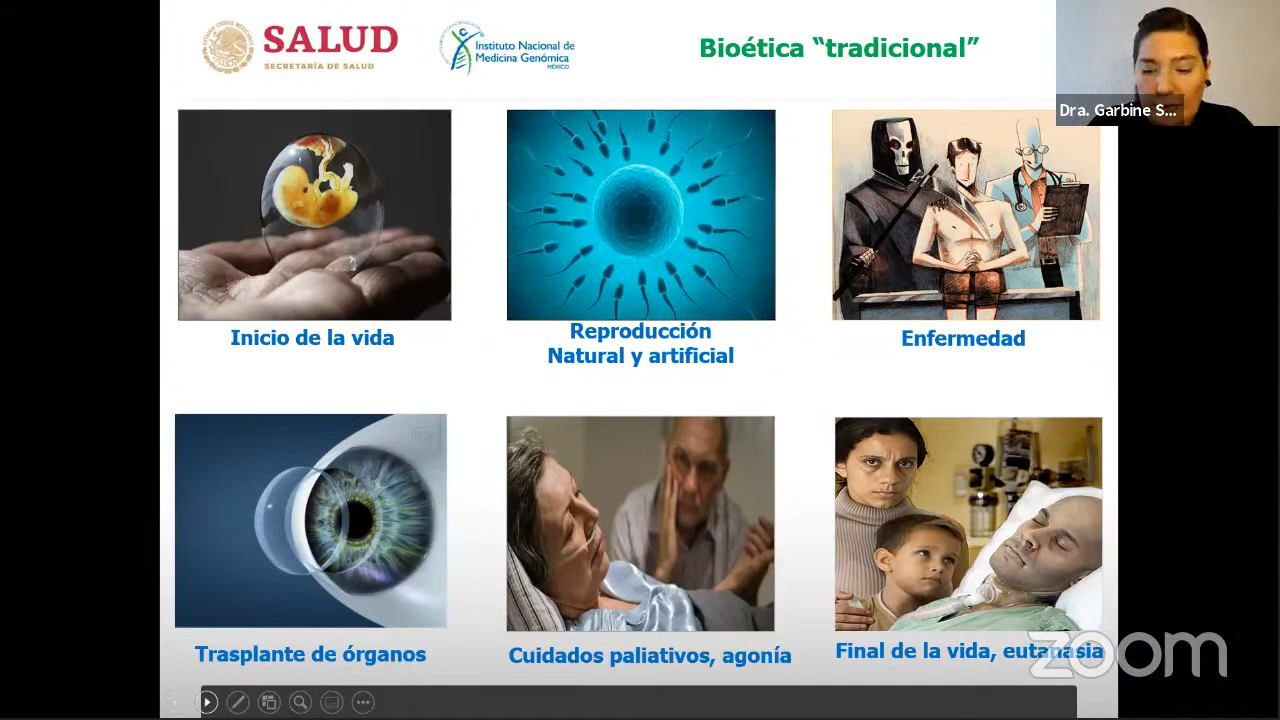 SALUD
SECRETARÍA DE SALUD
Instituto Nacional de
Medicina Genómica
MÉXICO
Bioética “tradicional”
Dra. Garbine S...
Inicio de la vida
Reproducción
Natural y artificial
Enfermedad
Trasplante de órganos
Cuidados paliativos, agonía
Final de la vida, eutanasia
zoom